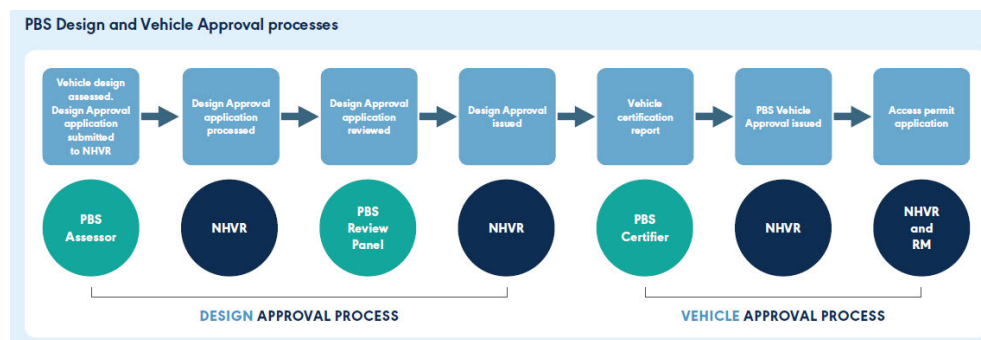 PBS Design and Vehicle Approval processes
Vehicle design
assessed.
Design Approval
application
submitted
to NHVR
Design Approval
application
processed
Design Approval
application
reviewed
Design Approval
issued
Vehicle
certification
report
PBS Vehicle
Approval issued
Access permit
application
PBS
Assessor
NHVR
PBS
Review
Panel
NHVR
PBS
Certifier
NHVR
NHVR
and
RM
DESIGN APPROVAL PROCESS
VEHICLE APPROVAL PROCESS